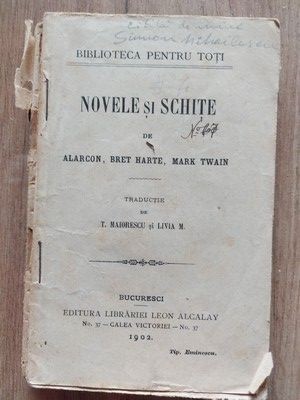 BIBLIOTECA PENTRU TOȚI
NOVELE ȘI SCHITE
DE
ALARCON, BRET HARTE, MARK TWAIN
TRADUCȚIE
DE
T. MAIORESCU ȘI LIVIA M.
BUCURESCI
EDITURA LIBRĂRIEI LEON ALCALAY
No. 37 —CALEA VICTORIEI— No. 37
1902.
Tip. Eminescu.